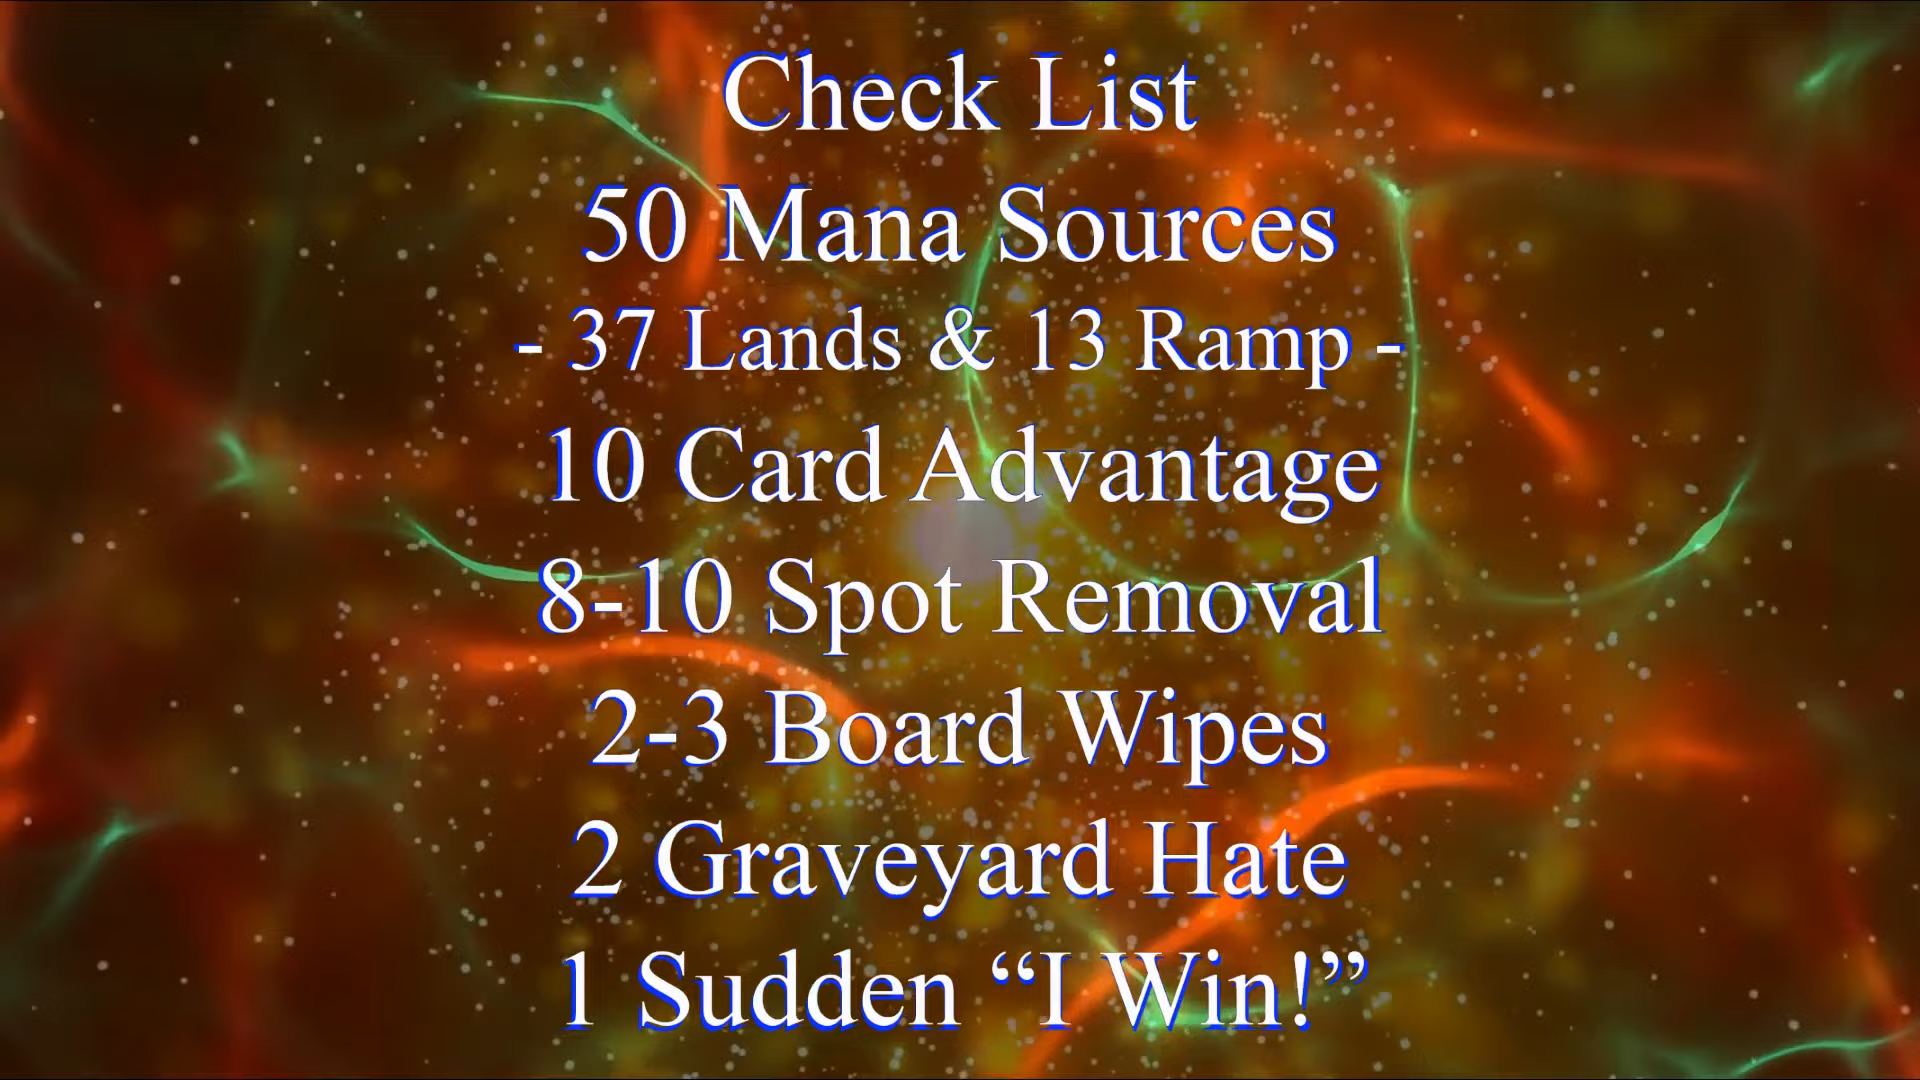 Check List
50 Mana Sources
- 37 Lands & 13 Ramp -
10 Card Advantage
8-10 Spot Removal
2-3 Board Wipes
2 Graveyard Hate
1 Sudden “I Win!”